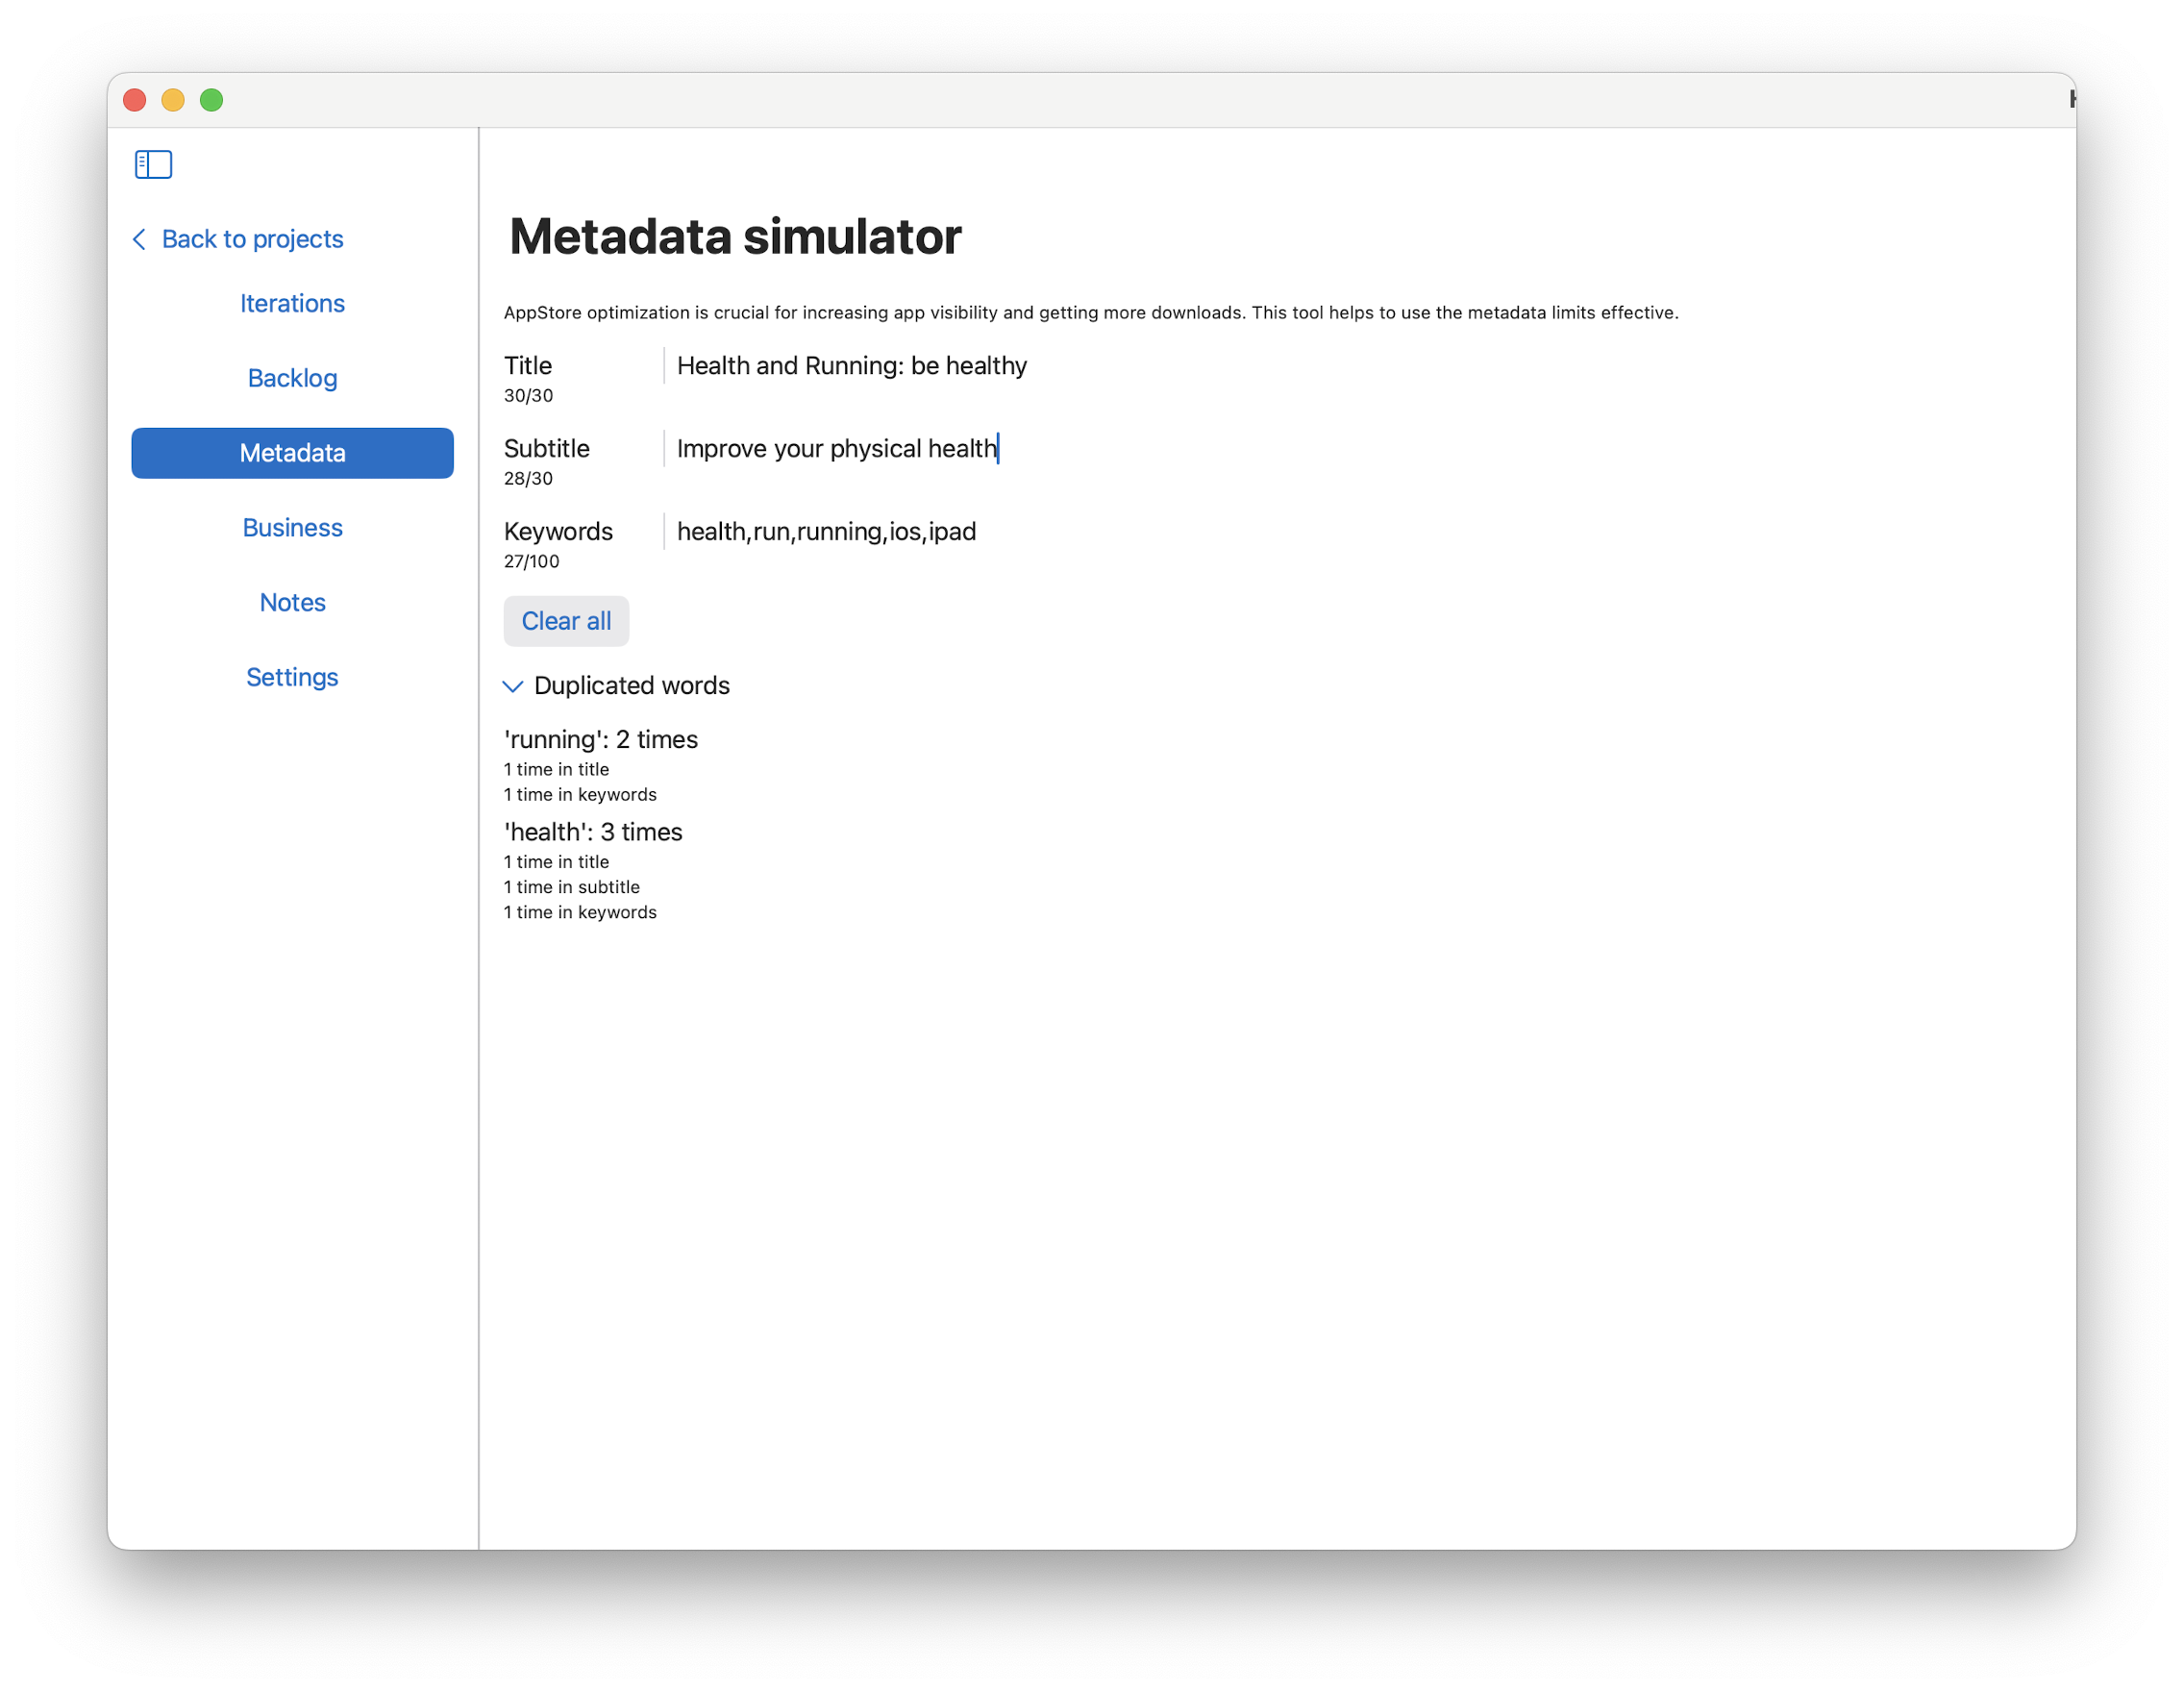 Back to projects
Iterations
Backlog
Metadata
Business
Notes
Settings
Metadata simulator
AppStore optimization is crucial for increasing app visibility and getting more downloads. This tool helps to use the metadata limits effective.
Title
Health and Running: be healthy
30/30
Subtitle
Improve your physical health
28/30
Keywords
health,run,running,ios,ipad
27/100
Clear all
Duplicated words
'running': 2 times
1 time in title
1 time in keywords
'health': 3 times
1 time in title
1 time in subtitle
1 time in keywords